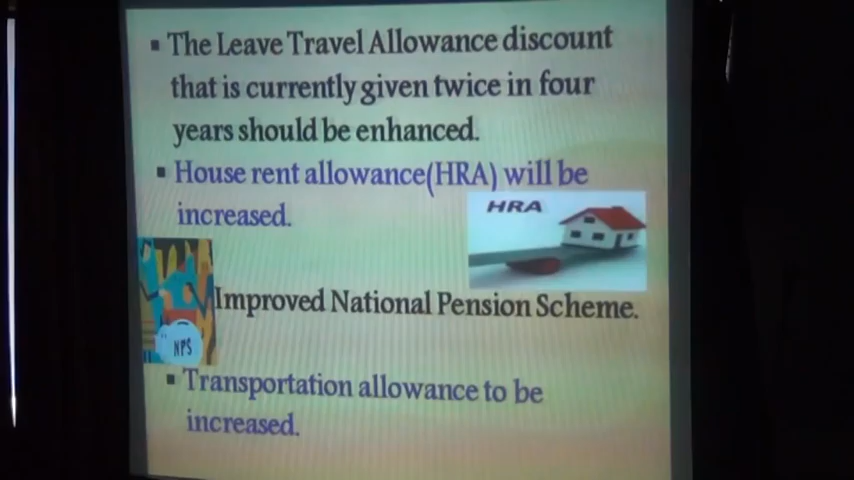 ▪ The Leave Travel Allowance discount
that is currently given twice in four
years should be enhanced.
▪ House rent allowance(HRA) will be
increased.
HRA
Improved National Pension Scheme.
NPS
▪ Transportation allowance to be
increased.